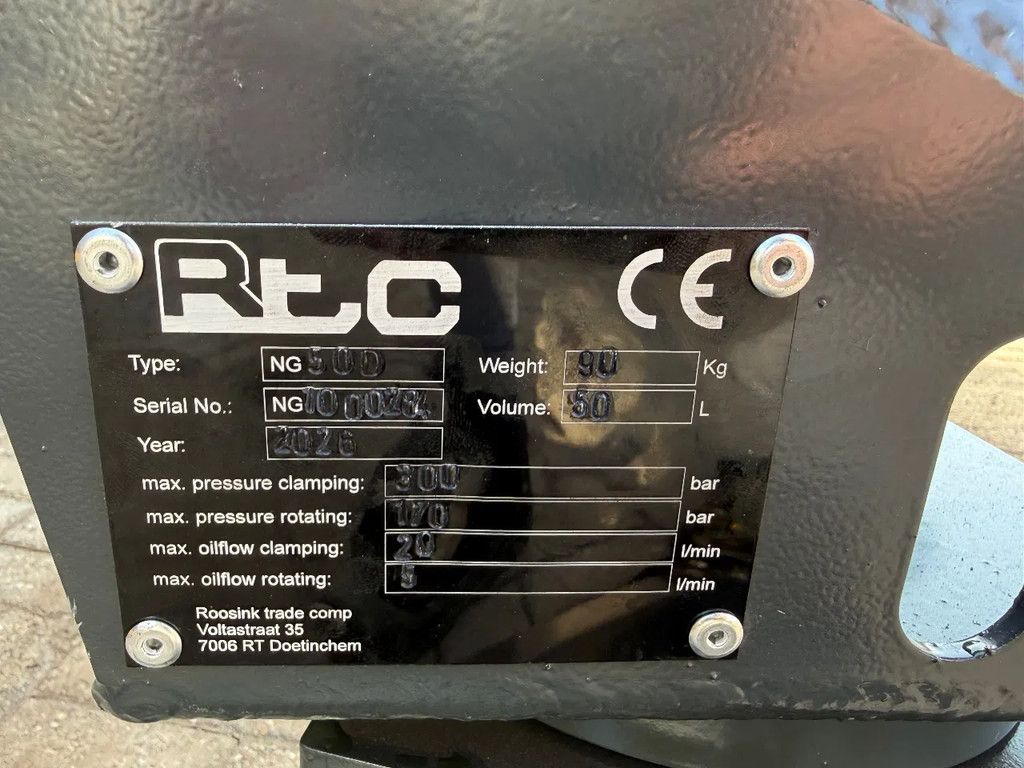 Rtc CE
Type: NG 50D
Weight: 90 Kg
Serial No.: NG
Volume: 50 L
Year: 2026
max. pressure clamping: 300 bar
max. pressure rotating: 170 bar
max. oilflow clamping: 20 l/min
max. oilflow rotating: 5 l/min
Roosink trade comp
Voltastraat 35
7006 RT Doetinchem